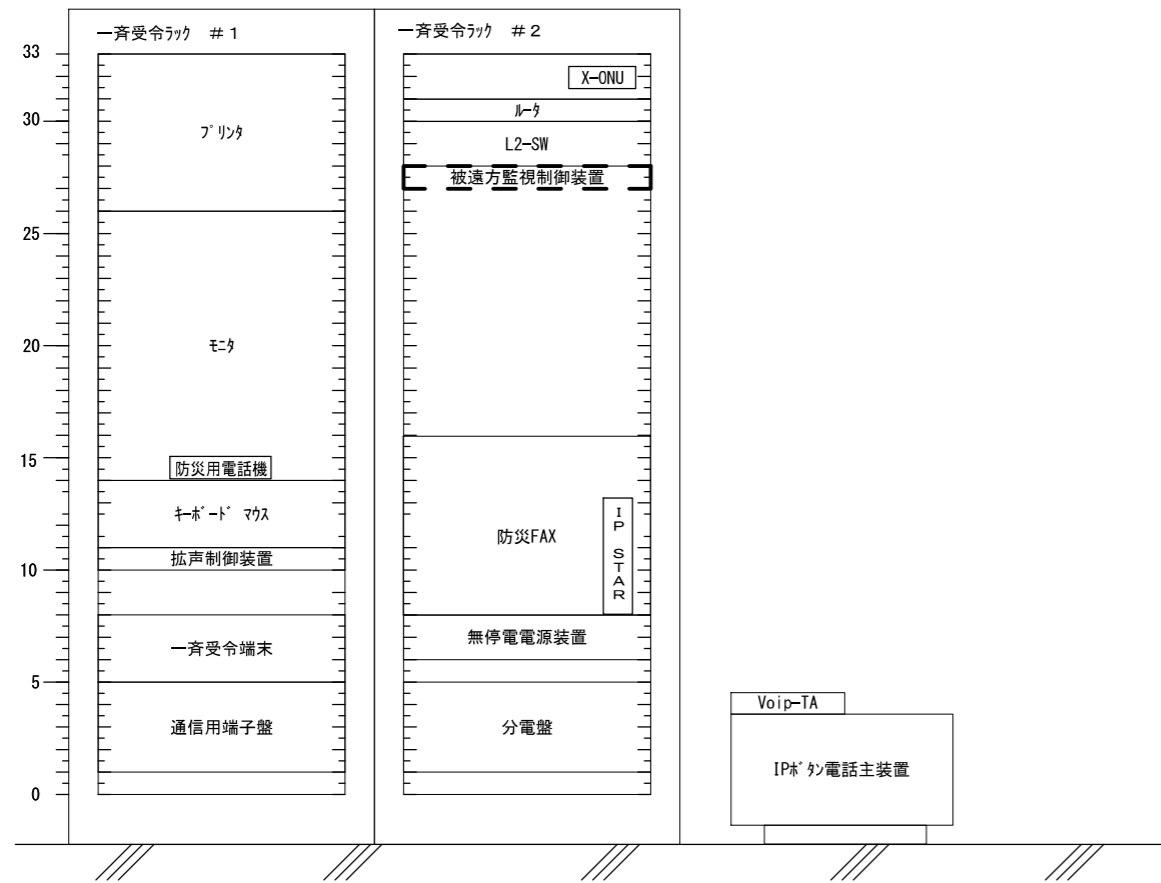 一斉受令ﾗｯｸ #1
一斉受令ﾗｯｸ #2
33
30
25
20
15
10
5
0
ﾌﾟﾘﾝﾀ
ﾓﾆﾀ
防災用電話機
ｷｰﾎﾞｰﾄﾞ ﾏｳｽ
拡声制御装置
一斉受令端末
通信用端子盤
X-ONU
ﾙｰﾀ
L2-SW
被遠方監視制御装置
防災FAX
IP STAR
無停電電源装置
分電盤
Voip-TA
IPﾎﾞﾀﾝ電話主装置